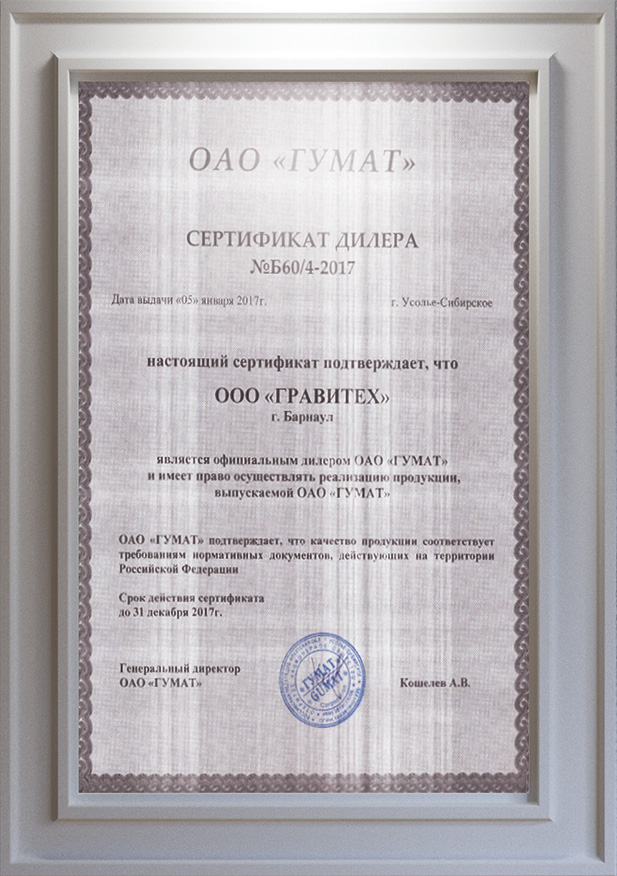 ОАО «ГУМАТ»
СЕРТИФИКАТ ДИЛЕРА
№Б60/4-2017
Дата выдачи «05» января 2017г. г. Усолье-Сибирское
настоящий сертификат подтверждает, что
ООО «ГРАВИТЕХ»
г. Барнаул
является официальным дилером ОАО «ГУМАТ»
и имеет право осуществлять реализацию продукции,
выпускаемой ОАО «ГУМАТ»
ОАО «ГУМАТ» подтверждает, что качество продукции соответствует
требованиям нормативных документов, действующих на территории
Российской Федерации
Срок действия сертификата
до 31 декабря 2017г.
Генеральный директор
ОАО «ГУМАТ» Кошелев А.В.
ГУМАТ
GUMAT